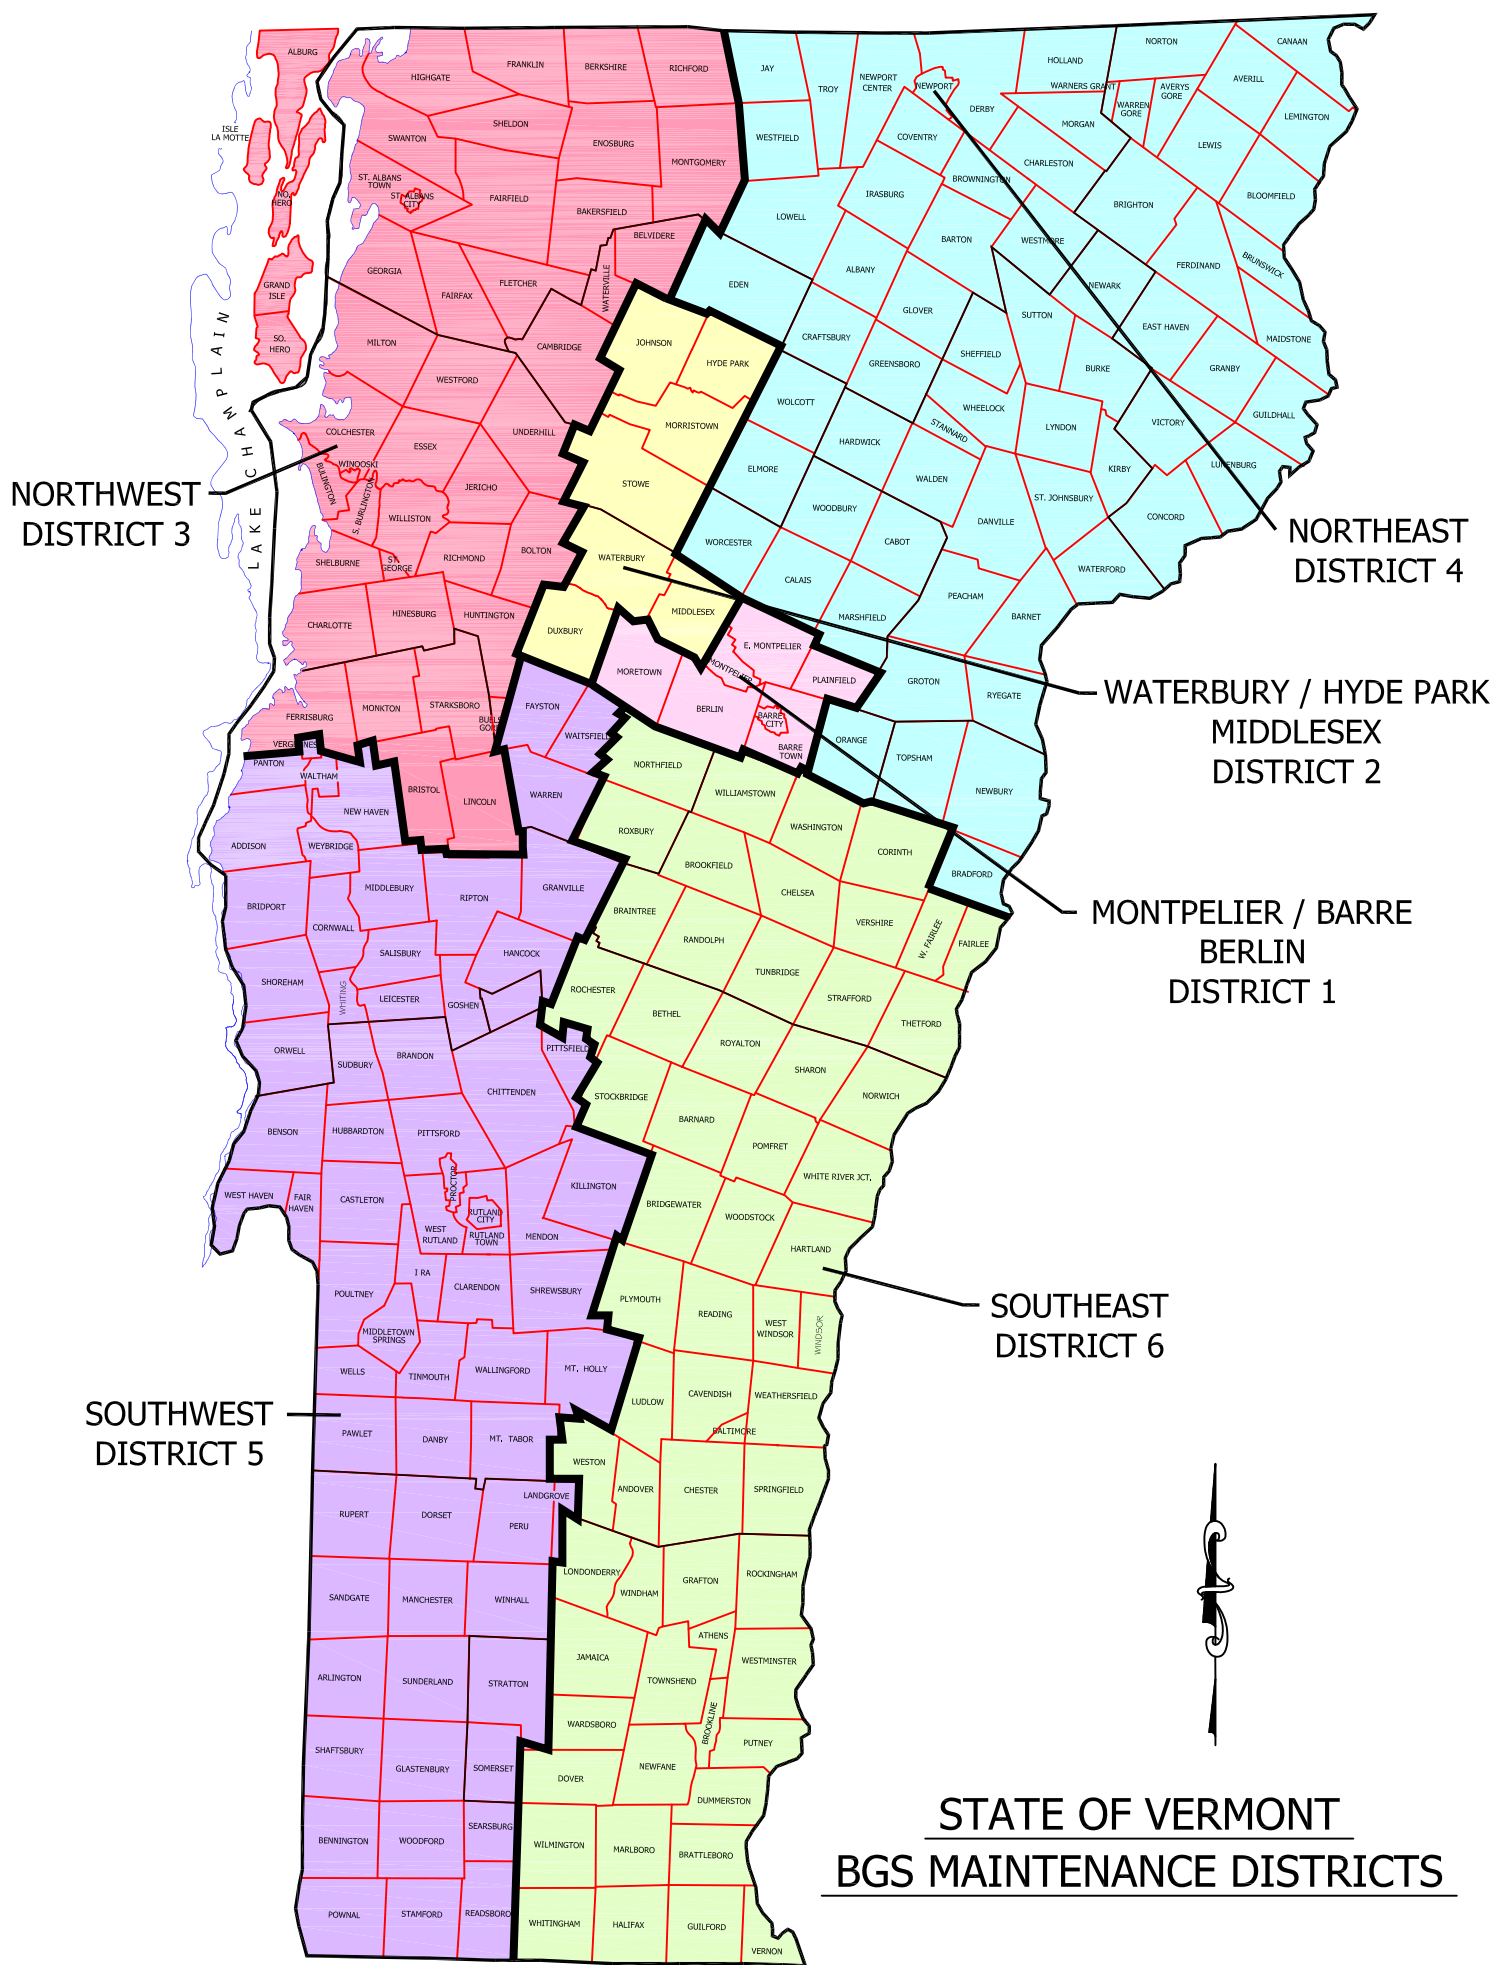 ALBURG
HIGHGATE
FRANKLIN
BERKSHIRE
RICHFORD
JAY
TROY
NEWPORT
CENTER
NEWPORT
DERBY
HOLLAND
NORTON
CANAAN
WARNERS GRANT
WARREN
GORE
AVERYS
GORE
AVERILL
LEMINGTON
ISLE
LA MOTTE
SWANTON
SHELDON
ENOSBURG
MONTGOMERY
WESTFIELD
COVENTRY
MORGAN
LEWIS
CHARLESTON
BROWNINGTON
BLOOMFIELD
ST. ALBANS
TOWN
ST. ALBANS
CITY
NO.
HERO
FAIRFIELD
BAKERSFIELD
BELVIDERE
LOWELL
IRASBURG
BRIGHTON
BARTON
WESTMORE
FERDINAND
BRUNSWICK
GEORGIA
FAIRFAX
FLETCHER
WATERVILLE
EDEN
ALBANY
NEWARK
GRAND
ISLE
GLOVER
SUTTON
EAST HAVEN
MAIDSTONE
SO.
HERO
MILTON
CAMBRIDGE
JOHNSON
HYDE PARK
CRAFTSBURY
GREENSBORO
SHEFFIELD
BURKE
GRANBY
WESTFORD
WOLCOTT
WHEELOCK
STANNARD
LYNDON
VICTORY
GUILDHALL
LAKE CHAMPLAIN
COLCHESTER
ESSEX
UNDERHILL
MORRISTOWN
HARDWICK
ELMORE
KIRBY
LUNENBURG
WINOOSKI
BULINGTON
S. BURLINGTON
JERICHO
STOWE
WALDEN
ST. JOHNSBURY
WILLISTON
WOODBURY
DANVILLE
CONCORD
NORTHWEST
DISTRICT 3
NORTHEAST
DISTRICT 4
SHELBURNE
ST.
GEORGE
RICHMOND
BOLTON
WATERBURY
WORCESTER
CABOT
CALAIS
WATERFORD
PEACHAM
CHARLOTTE
HINESBURG
HUNTINGTON
DUXBURY
MIDDLESEX
MARSHFIELD
BARNET
E. MONTPELIER
MORETOWN
MONTPELIER
PLAINFIELD
GROTON
RYEGATE
WATERBURY / HYDE PARK
MIDDLESEX
DISTRICT 2
FERRISBURG
MONKTON
STARKSBORO
BUELLS
GORE
FAYSTON
WAITSFIELD
BERLIN
BARRE
CITY
BARRE
TOWN
ORANGE
TOPSHAM
NEWBURY
VERGENNES
PANTON
WALTHAM
NEW HAVEN
BRISTOL
LINCOLN
WARREN
NORTHFIELD
WILLIAMSTOWN
WASHINGTON
ADDISON
WEYBRIDGE
ROXBURY
BROOKFIELD
CORINTH
BRADFORD
BRIDPORT
MIDDLEBURY
RIPTON
GRANVILLE
CHELSEA
BRAINTREE
CORNWALL
VERSHIRE
W. FAIRLEE
FAIRLEE
MONTPELIER / BARRE
BERLIN
DISTRICT 1
SALISBURY
HANCOCK
RANDOLPH
TUNBRIDGE
SHOREHAM
WHITING
LEICESTER
GOSHEN
ROCHESTER
STRAFFORD
THETFORD
BETHEL
ROYALTON
ORWELL
SUDBURY
BRANDON
PITTSFIELD
SHARON
NORWICH
CHITTENDEN
STOCKBRIDGE
BENSON
HUBBARDTON
PITTSFORD
BARNARD
POMFRET
WHITE RIVER JCT.
WEST HAVEN
FAIR
HAVEN
CASTLETON
PROCTOR
WEST
RUTLAND
RUTLAND
CITY
RUTLAND
TOWN
MENDON
KILLINGTON
BRIDGEWATER
WOODSTOCK
HARTLAND
POULTNEY
I RA
CLARENDON
SHREWSBURY
PLYMOUTH
READING
WEST
WINDSOR
WINDSOR
SOUTHEAST
DISTRICT 6
MIDDLETOWN
SPRINGS
WELLS
TINMOUTH
WALLINGFORD
MT. HOLLY
LUDLOW
CAVENDISH
WEATHERSFIELD
BALTIMORE
SOUTHWEST
DISTRICT 5
PAWLET
DANBY
MT. TABOR
WESTON
ANDOVER
CHESTER
SPRINGFIELD
LANDGROVE
RUPERT
DORSET
PERU
LONDONDERRY
WINDHAM
GRAFTON
ROCKINGHAM
SANDGATE
MANCHESTER
WINHALL
JAMAICA
ATHENS
WESTMINSTER
ARLINGTON
SUNDERLAND
STRATTON
TOWNSHEND
WARDSBORO
BROOKLINE
PUTNEY
SHAFTSBURY
GLASTENBURY
SOMERSET
DOVER
NEWFANE
DUMMERSTON
BENNINGTON
WOODFORD
SEARSBURG
WILMINGTON
MARLBORO
BRATTLEBORO
POWNAL
STAMFORD
READSBORO
WHITINGHAM
HALIFAX
GUILFORD
VERNON
STATE OF VERMONT
BGS MAINTENANCE DISTRICTS